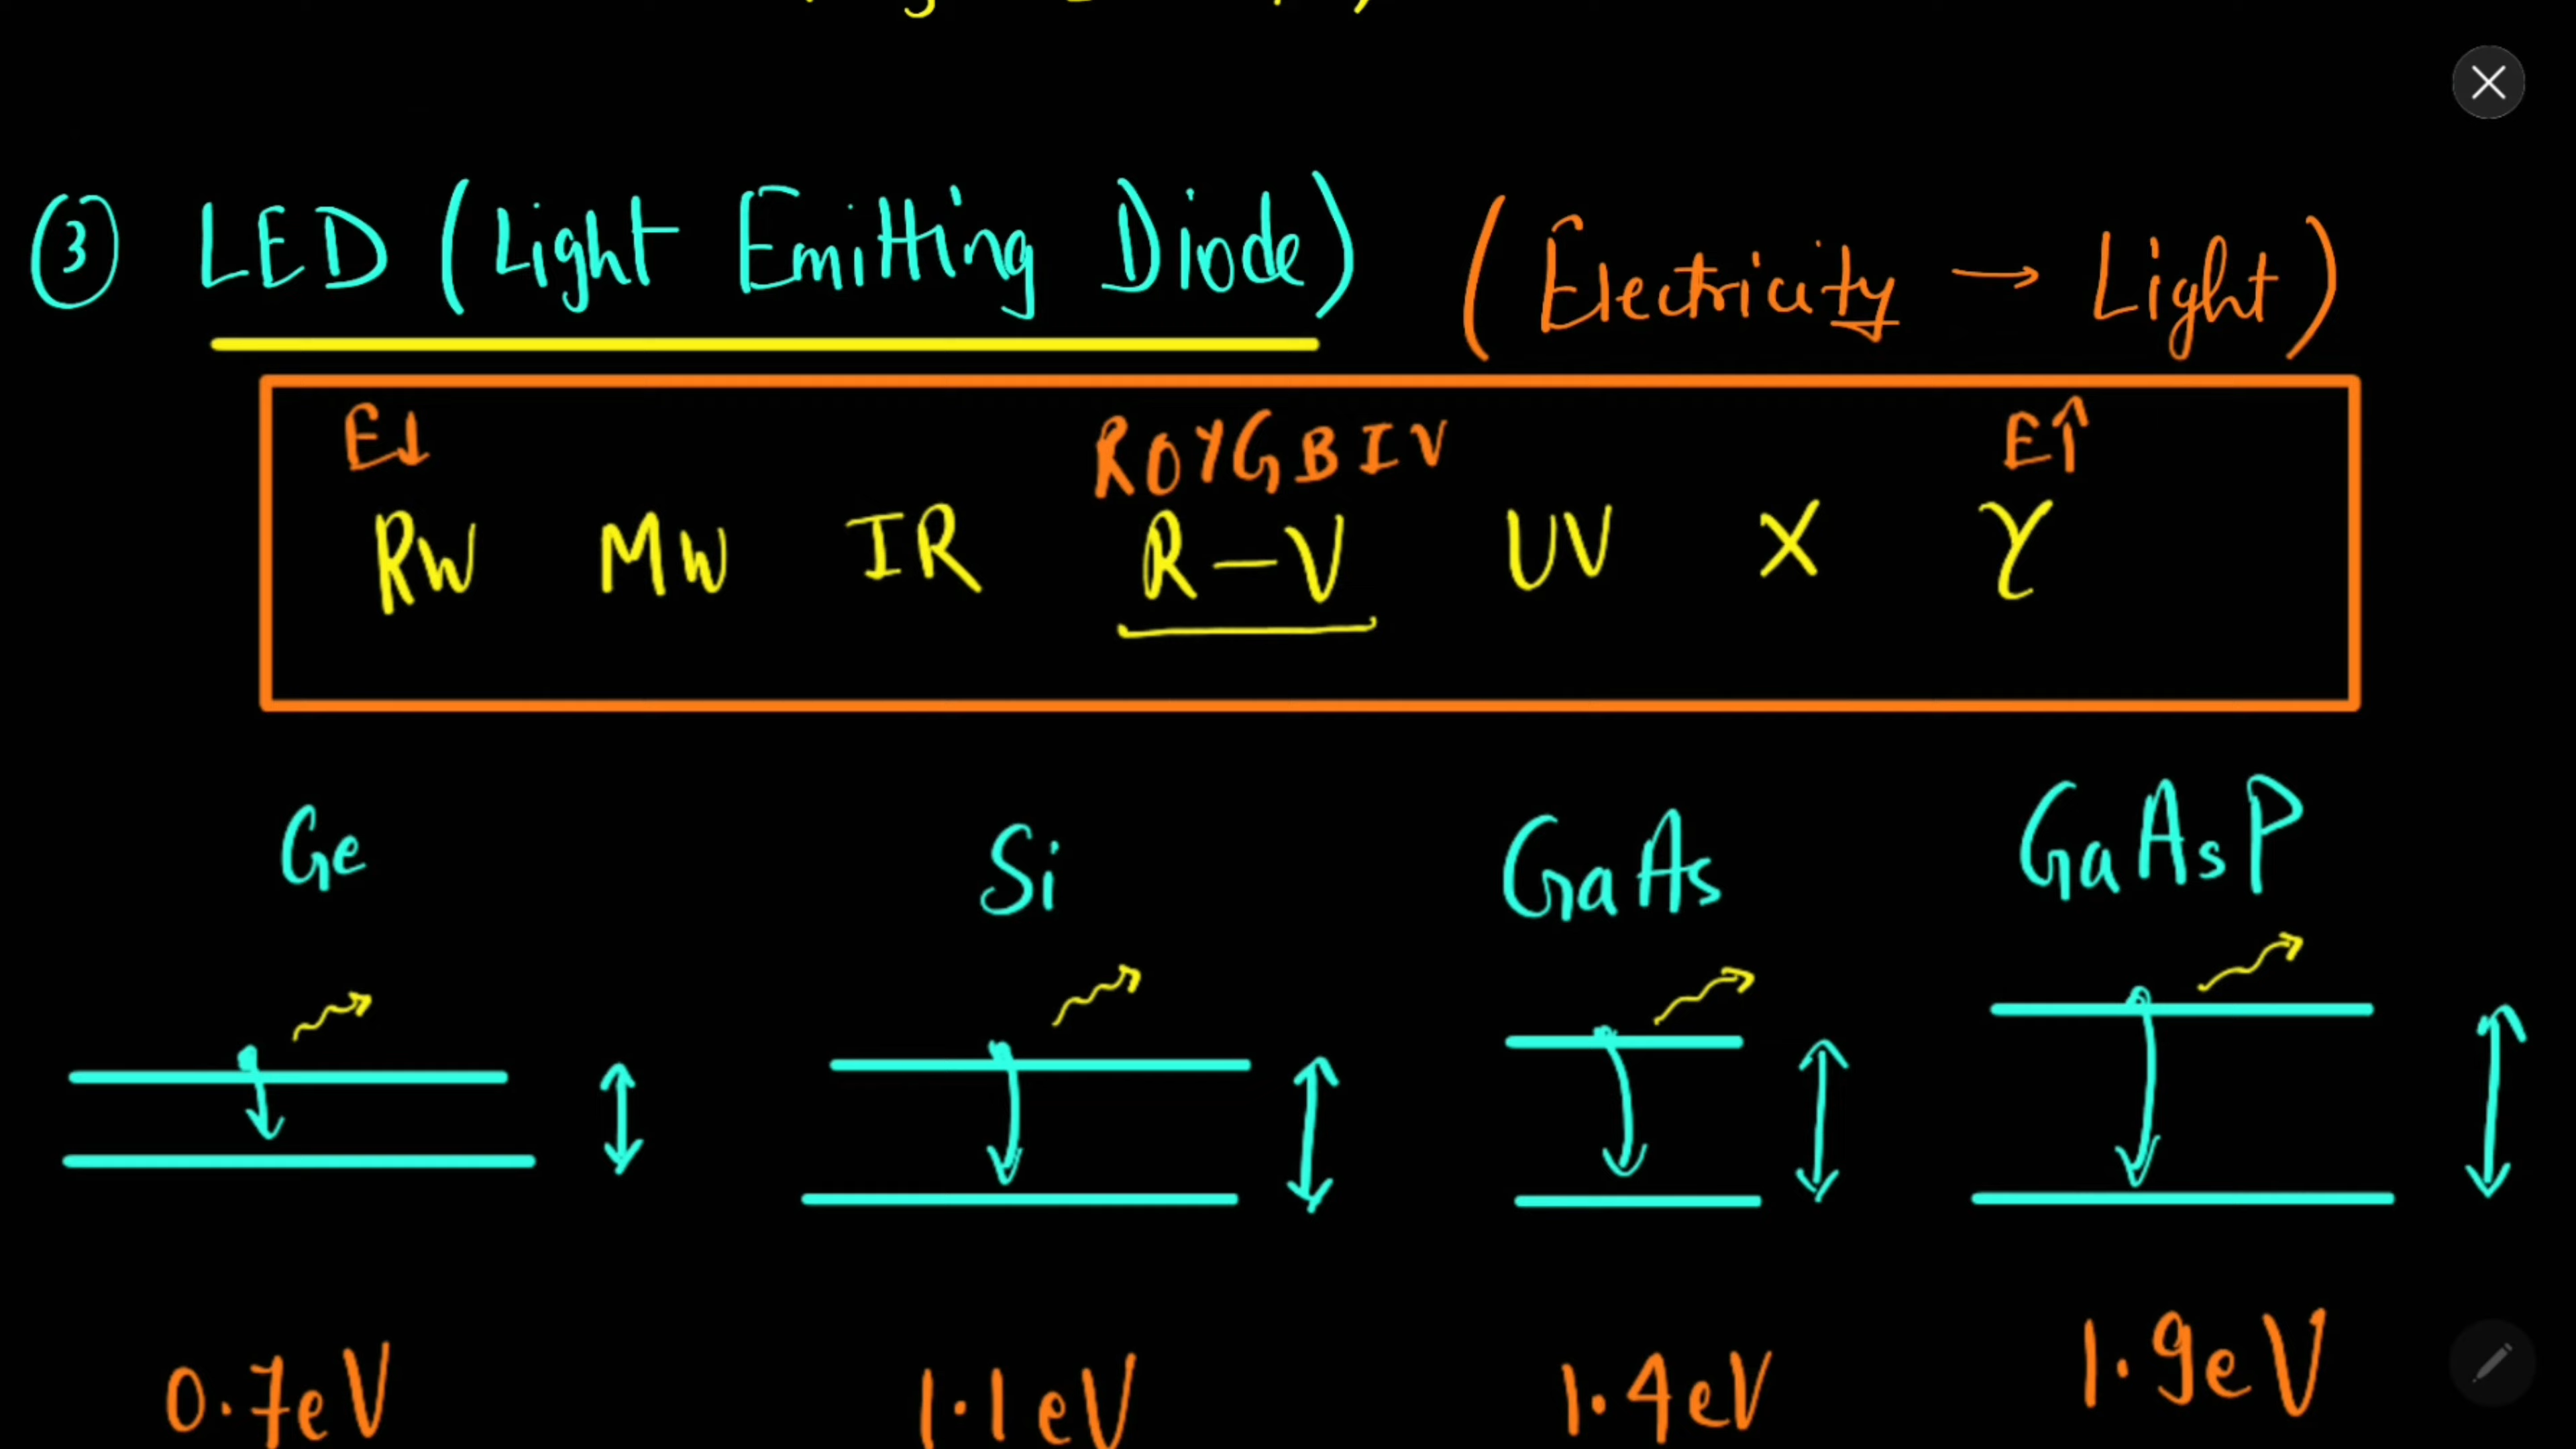 ③ LED (Light Emitting Diode) (Electricity → Light)
E↓ ROYGBIV E↑
RW MW IR R–V UV X γ
Ge Si GaAs GaAsP
0.7eV 1.1eV 1.4eV 1.9eV